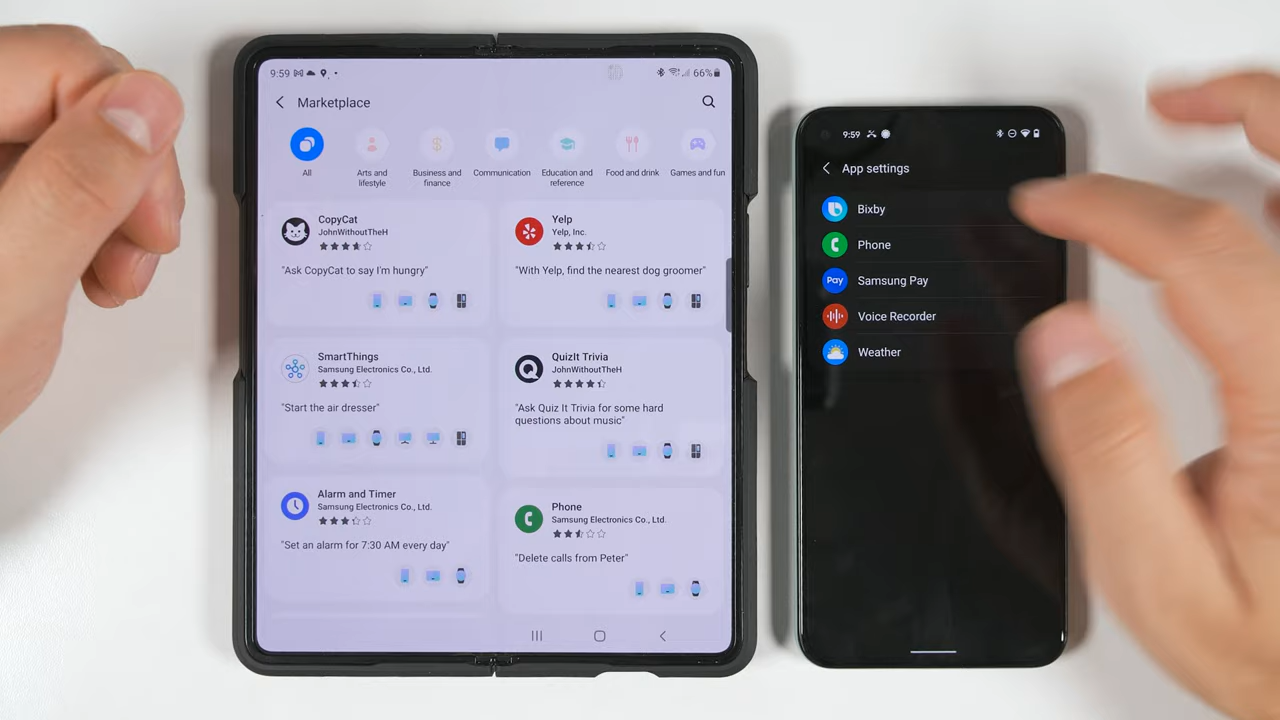 9:59
66%
Marketplace
All
Arts and
lifestyle
Business and
finance
Communication
Education and
reference
Food and drink
Games and fun
CopyCat
JohnWithoutTheH
"Ask CopyCat to say I'm hungry"
Yelp
Yelp, Inc.
"With Yelp, find the nearest dog groomer"
SmartThings
Samsung Electronics Co., Ltd.
"Start the air dresser"
QuizIt Trivia
JohnWithoutTheH
"Ask Quiz It Trivia for some hard
questions about music"
Alarm and Timer
Samsung Electronics Co., Ltd.
"Set an alarm for 7:30 AM every day"
Phone
Samsung Electronics Co., Ltd.
"Delete calls from Peter"
9:59
App settings
Bixby
Phone
Pay
Samsung Pay
Voice Recorder
Weather